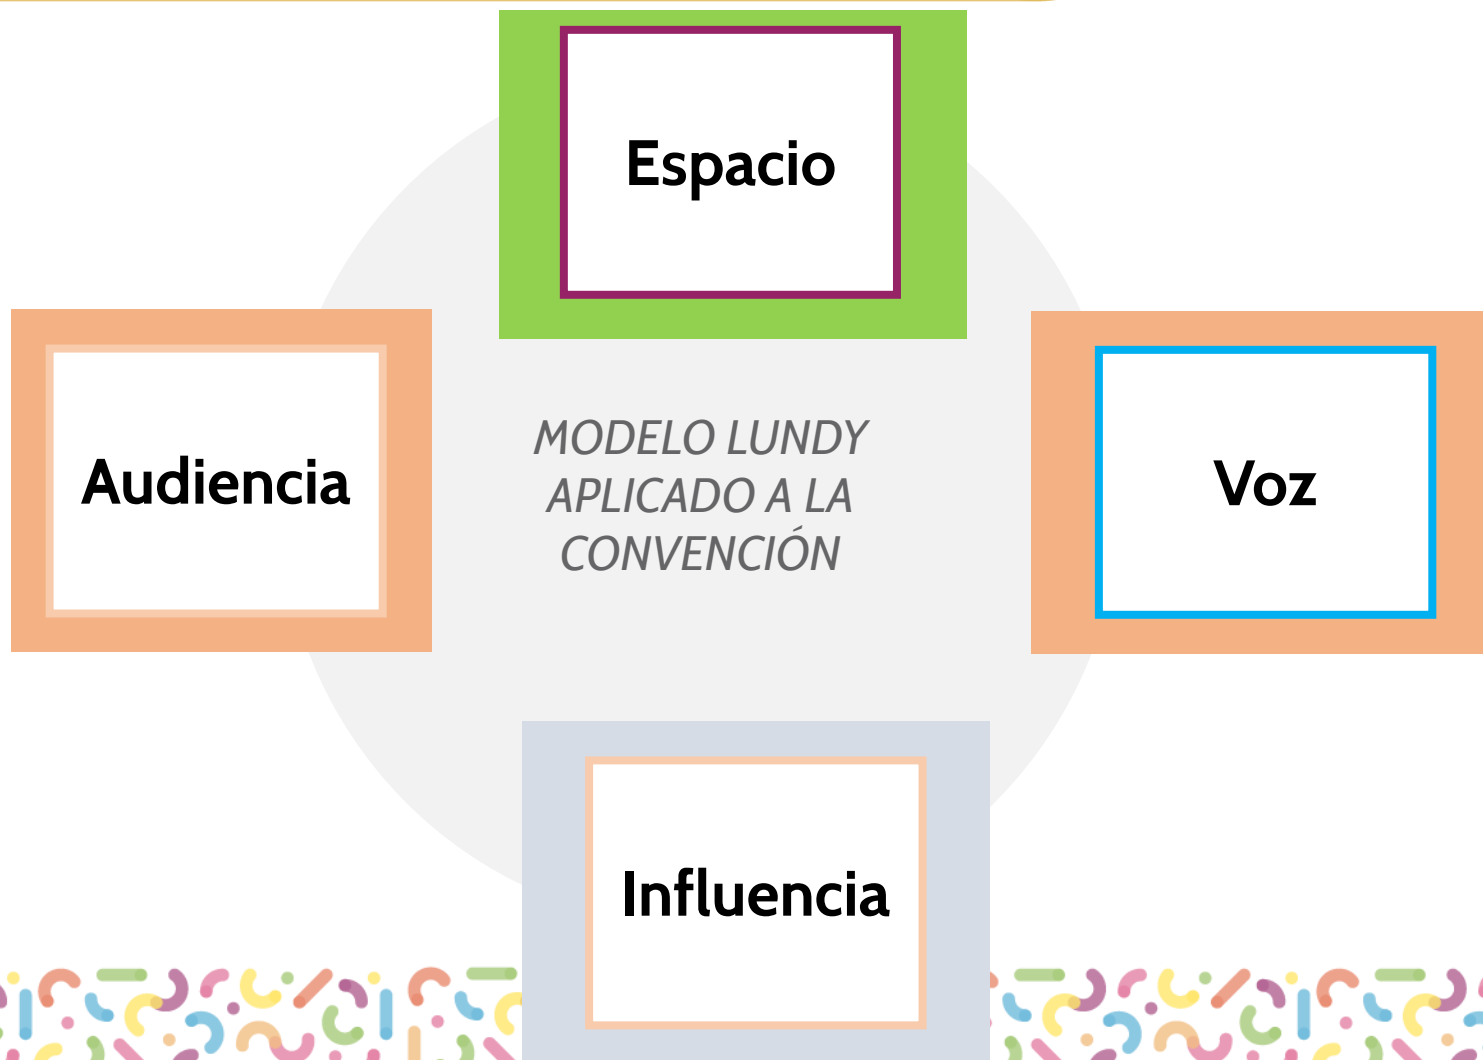 Espacio
Audiencia
MODELO LUNDY
APLICADO A LA
CONVENCIÓN
Voz
Influencia